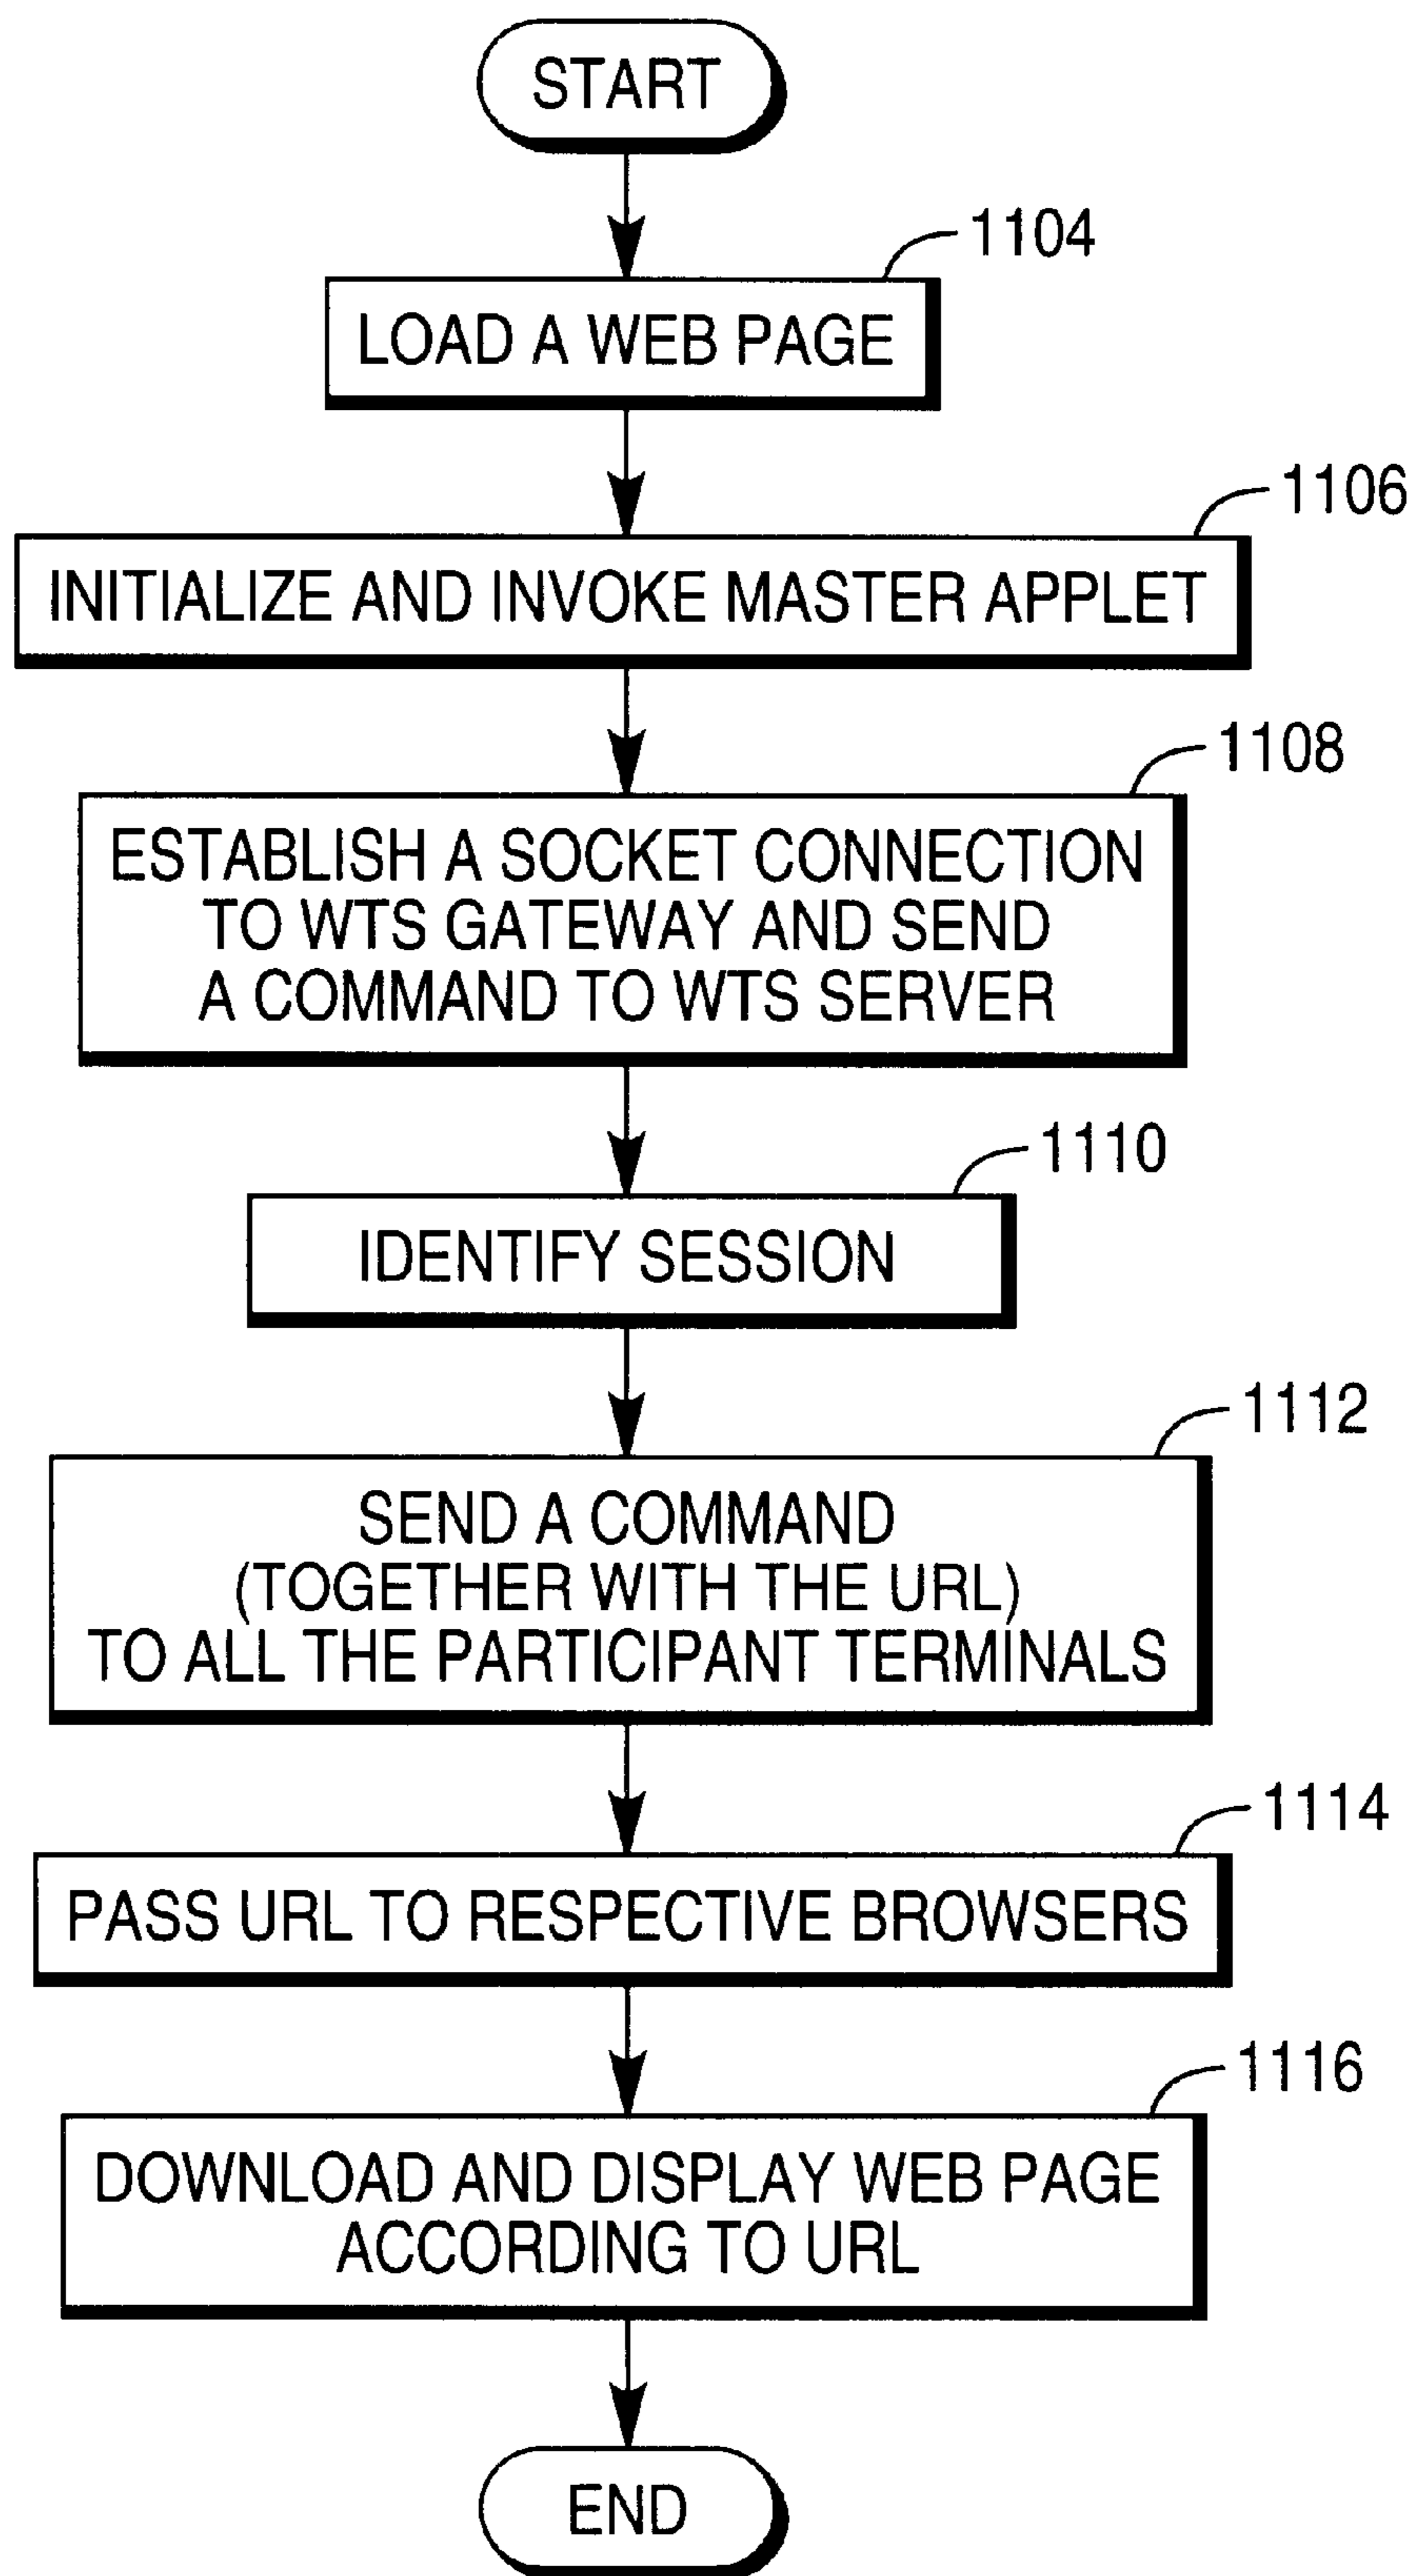 START
1104
LOAD A WEB PAGE
1106
INITIALIZE AND INVOKE MASTER APPLET
1108
ESTABLISH A SOCKET CONNECTION
TO WTS GATEWAY AND SEND
A COMMAND TO WTS SERVER
1110
IDENTIFY SESSION
1112
SEND A COMMAND
(TOGETHER WITH THE URL)
TO ALL THE PARTICIPANT TERMINALS
1114
PASS URL TO RESPECTIVE BROWSERS
1116
DOWNLOAD AND DISPLAY WEB PAGE
ACCORDING TO URL
END